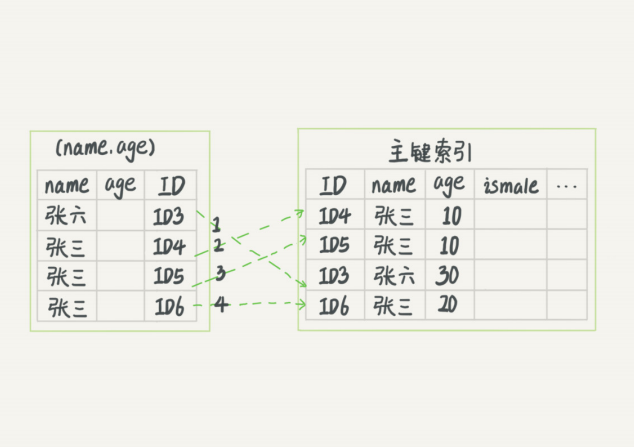 (name.age)
name age ID
张六 ID3
张三 ID4
张三 ID5
张三 ID6
1
2
3
4
主键索引
ID name age ismale ...
ID4 张三 10
ID5 张三 10
ID3 张六 30
ID6 张三 20